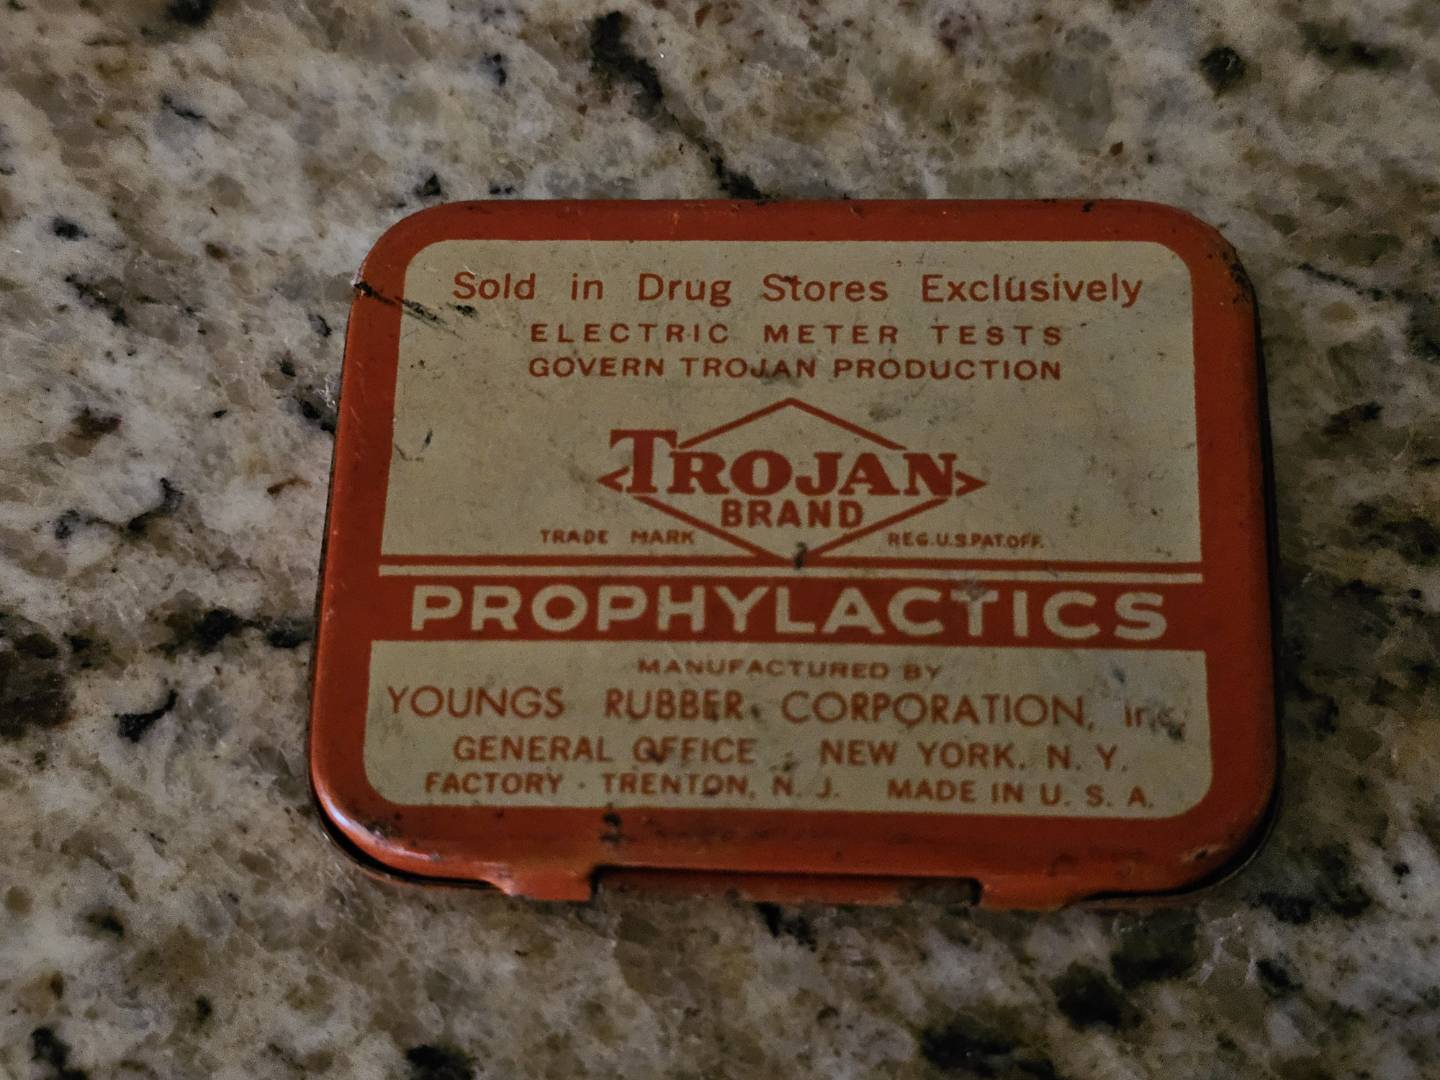 Sold in Drug Stores Exclusively
ELECTRIC METER TESTS
GOVERN TROJAN PRODUCTION
TROJAN
BRAND
TRADE MARK REG.U.S.PAT.OFF.
PROPHYLACTICS
MANUFACTURED BY
YOUNGS RUBBER CORPORATION, Inc.
GENERAL OFFICE - NEW YORK, N. Y.
FACTORY - TRENTON, N. J. MADE IN U. S. A.